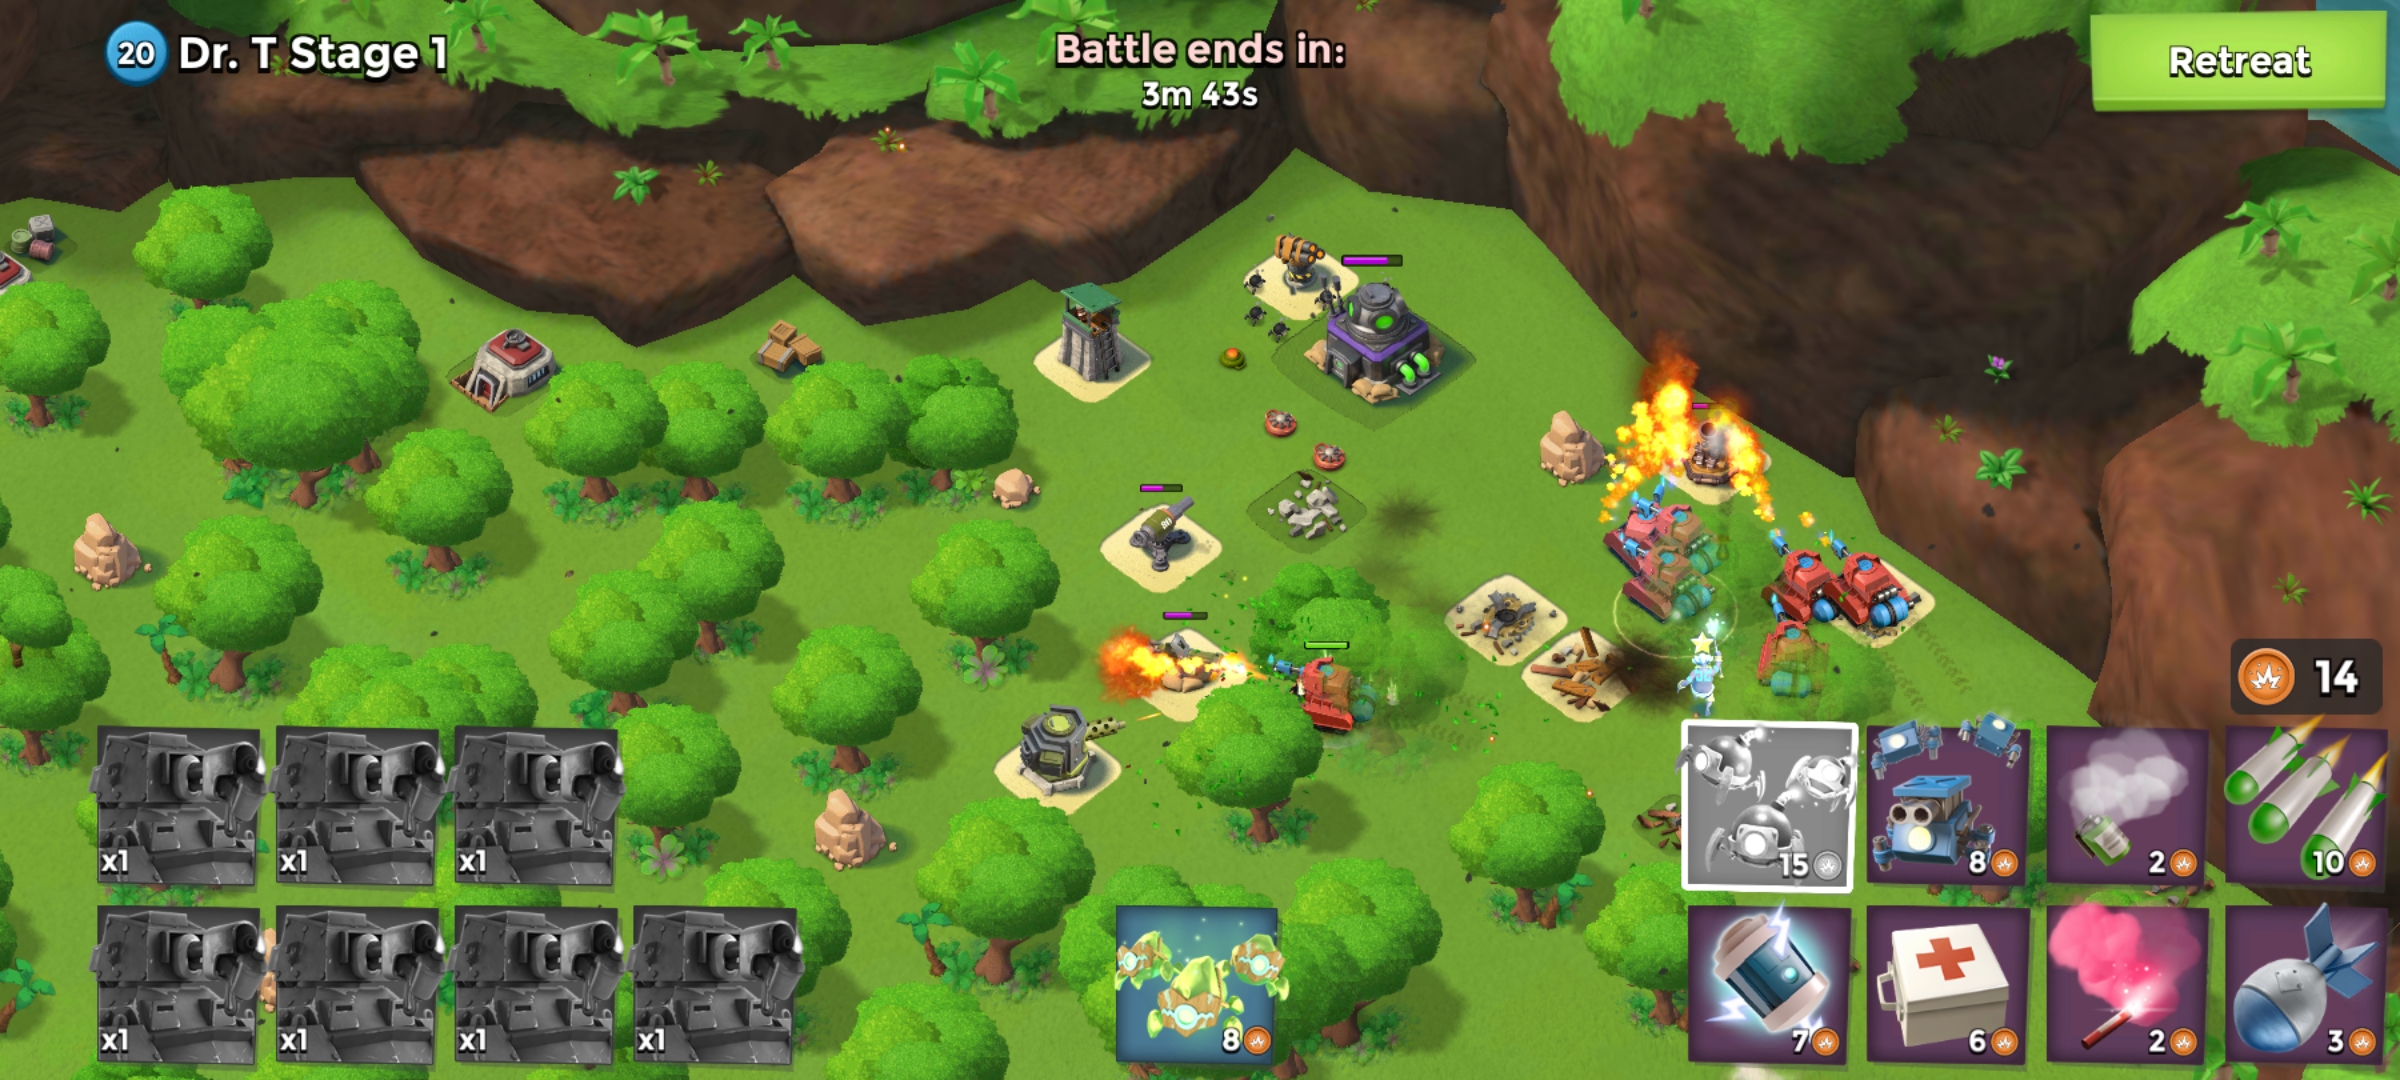 20 Dr. T Stage 1
Battle ends in:
3m 43s
Retreat
14
x1 x1 x1
15 8 2 10
x1 x1 x1 x1
8
7 6 2 3